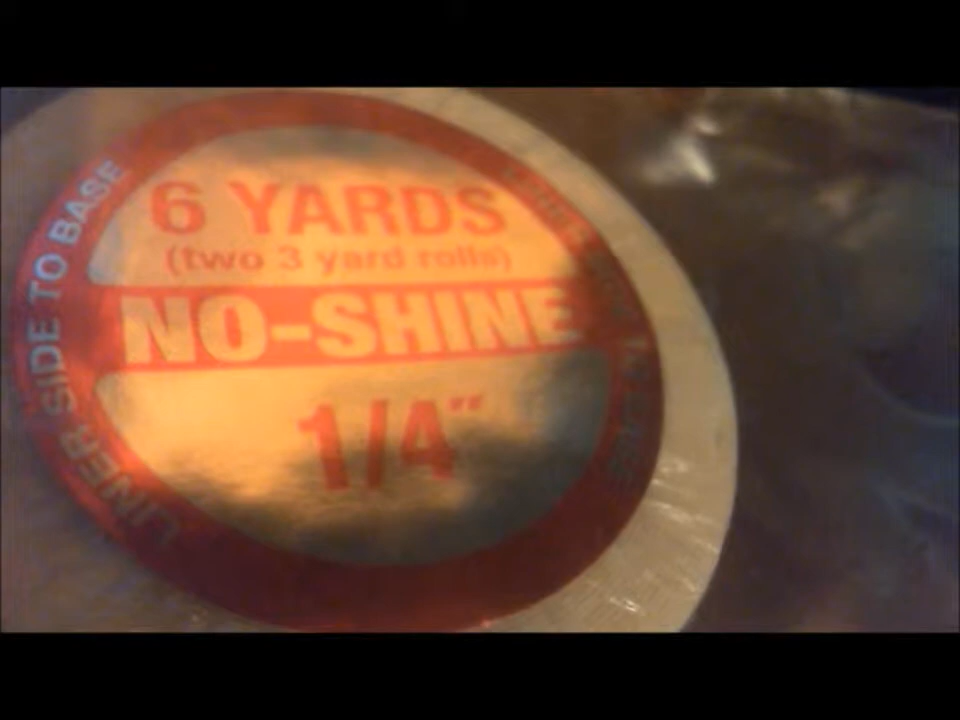 6 YARDS
(two 3 yard rolls)
NO-SHINE
1/4"
LINER SIDE TO BASE